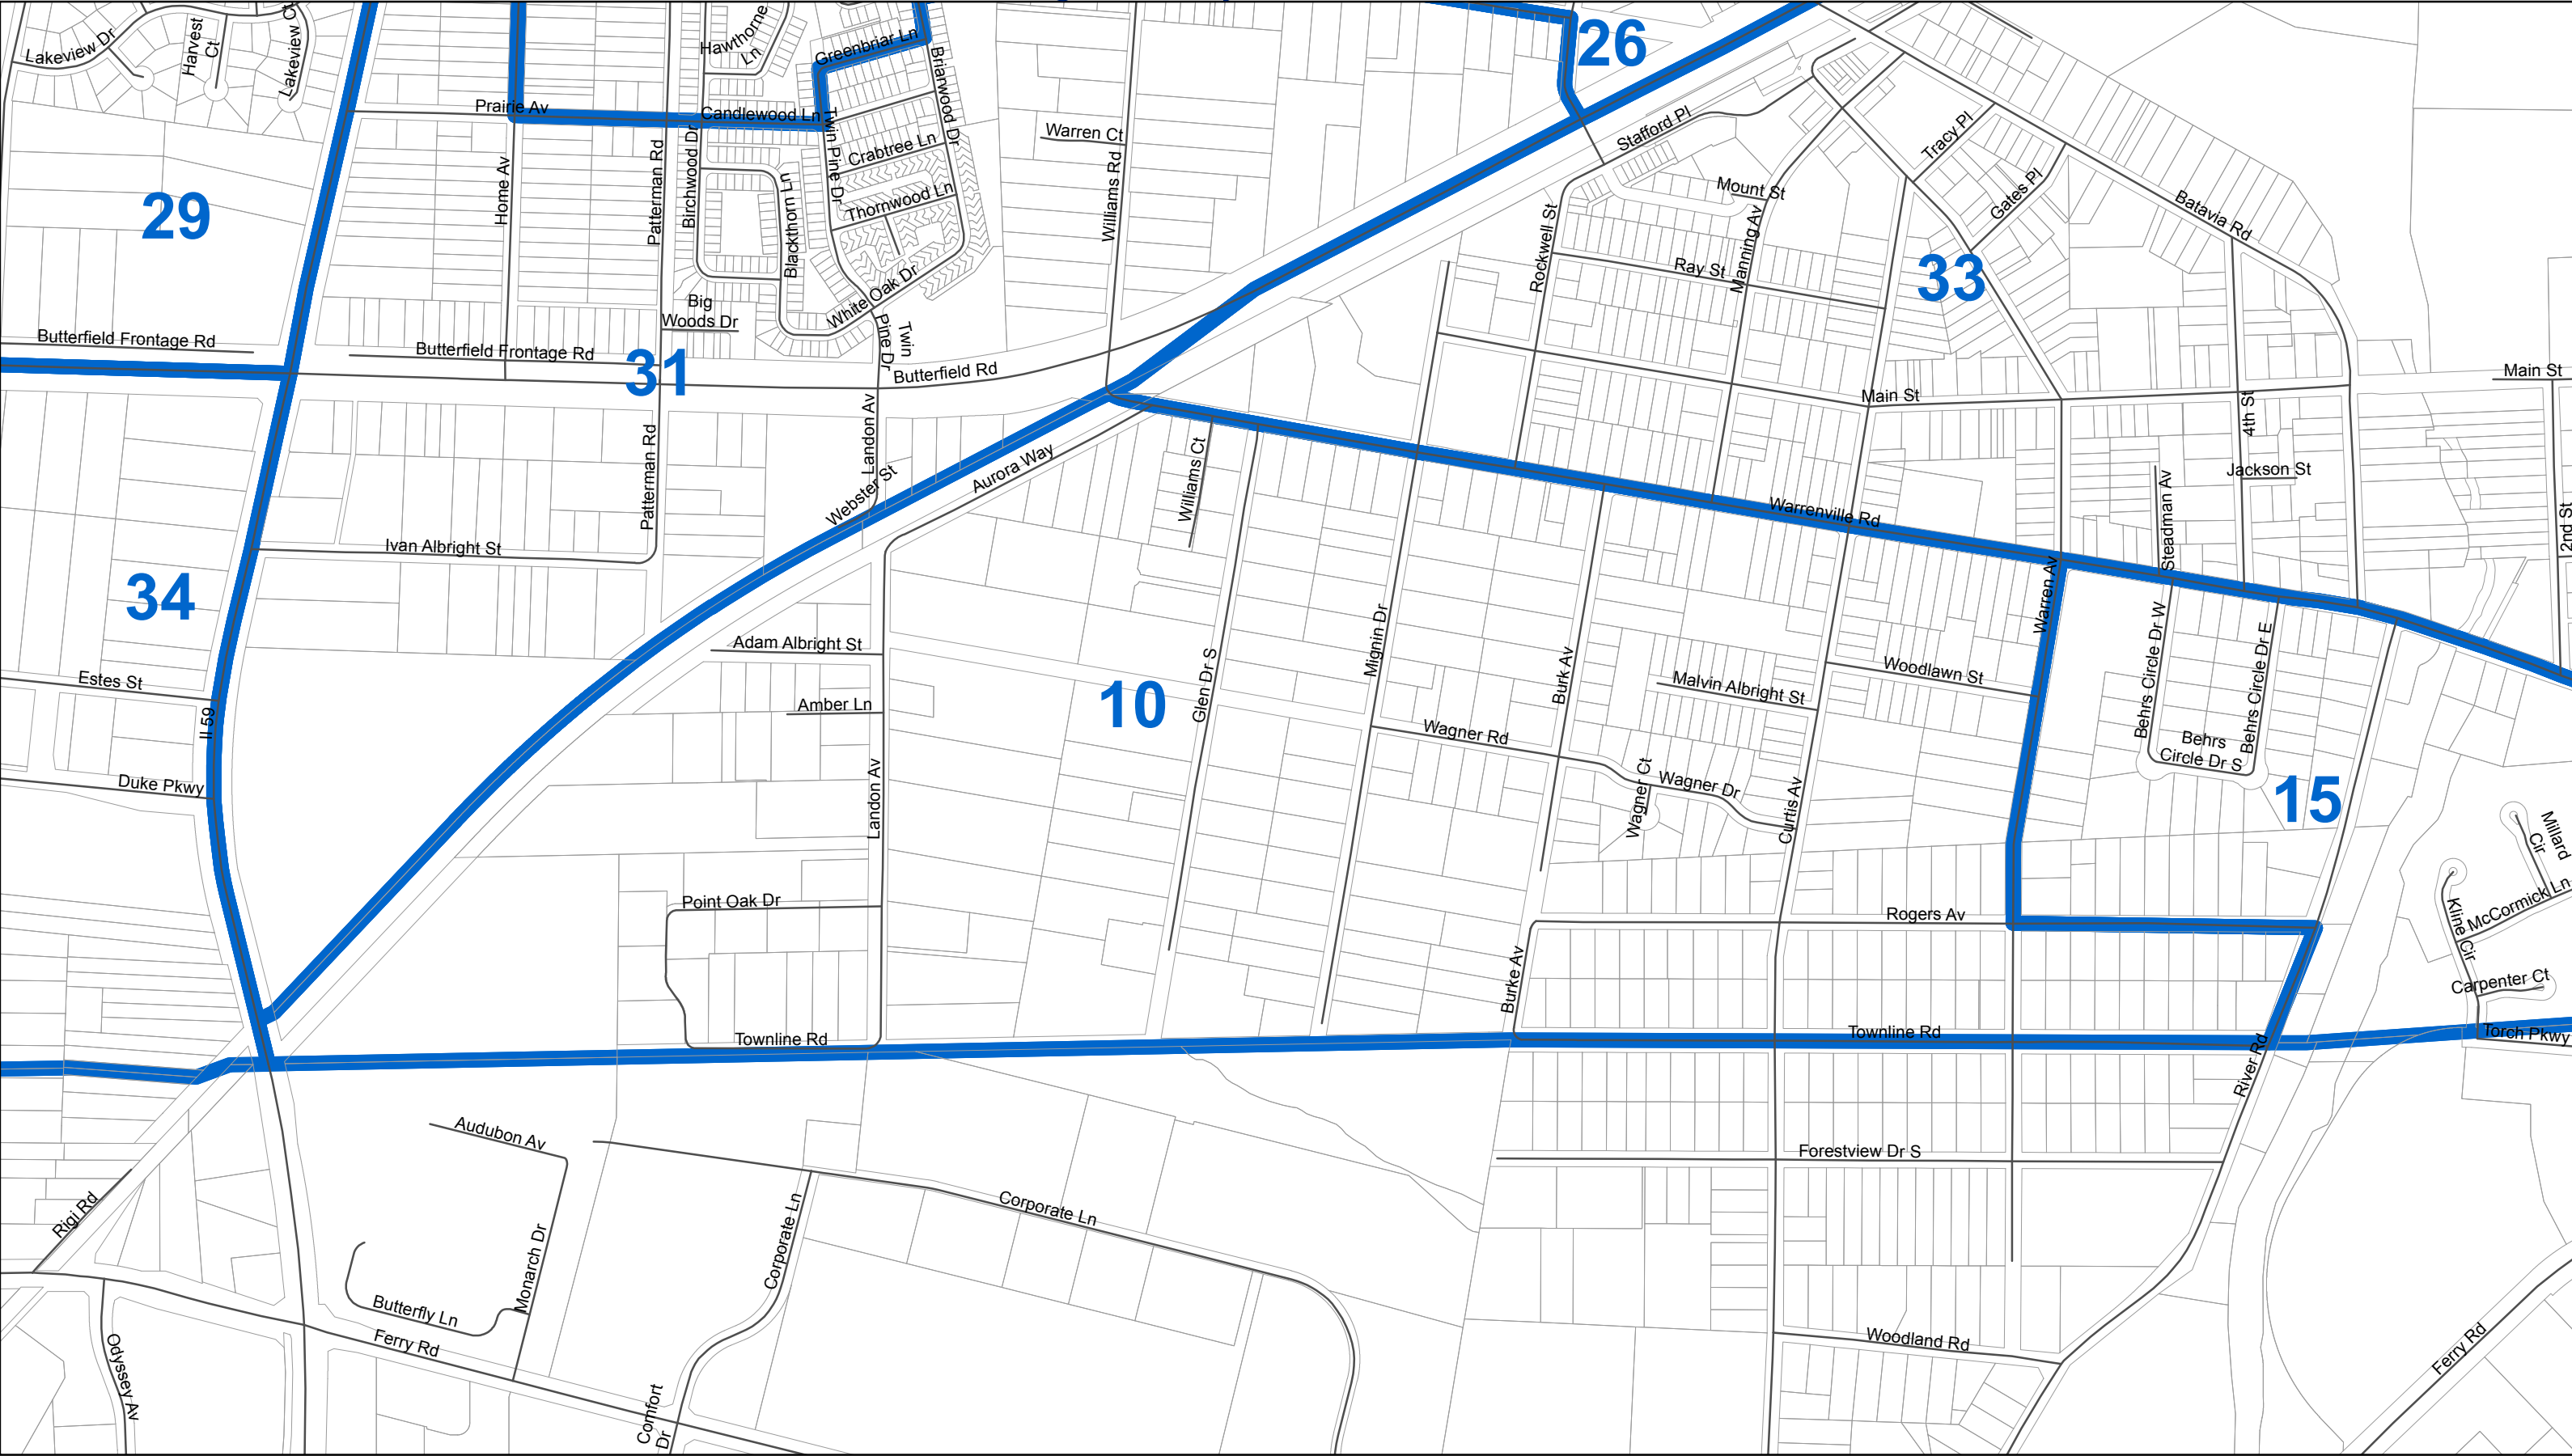 Lakeview Dr
Harvest
Ct
Lakeview Ct
Hawthorne
Ln
Greenbriar Ln
26
Prairie Av
Candlewood Ln
Briarwood Dr
Twin Pine Dr
Birchwood Dr
Patterman Rd
Home Av
Crabtree Ln
Thornwood Ln
Blackthorn Ln
White Oak Dr
Warren Ct
Williams Rd
Stafford Pl
Tracy Pl
Gates Pl
Mount St
Batavia Rd
29
Rockwell St
Manning Av
Ray St
33
Big
Woods Dr
Twin
Pine Dr
Butterfield Frontage Rd
Butterfield Frontage Rd
31
Butterfield Rd
Main St
Main St
4th St
Landon Av
Webster St
Aurora Way
Patterman Rd
Williams Ct
Jackson St
Steadman Av
Warrenville Rd
2nd St
Ivan Albright St
34
Warren Av
Behrs Circle Dr W
Behrs Circle Dr E
Adam Albright St
Glen Dr S
Mignin Dr
Burk Av
Malvin Albright St
Woodlawn St
Estes St
Il 59
Amber Ln
10
Wagner Rd
Behrs
Circle Dr S
Duke Pkwy
Landon Av
Wagner Ct
Wagner Dr
Curtis Av
15
Millard
Cir
Point Oak Dr
Rogers Av
McCormick Ln
Kline Cir
Burke Av
Carpenter Ct
Townline Rd
Townline Rd
Torch Pkwy
River Rd
Audubon Av
Forestview Dr S
Rigi Rd
Monarch Dr
Corporate Ln
Corporate Ln
Butterfly Ln
Ferry Rd
Woodland Rd
Odyssey Av
Comfort
Dr
Ferry Rd